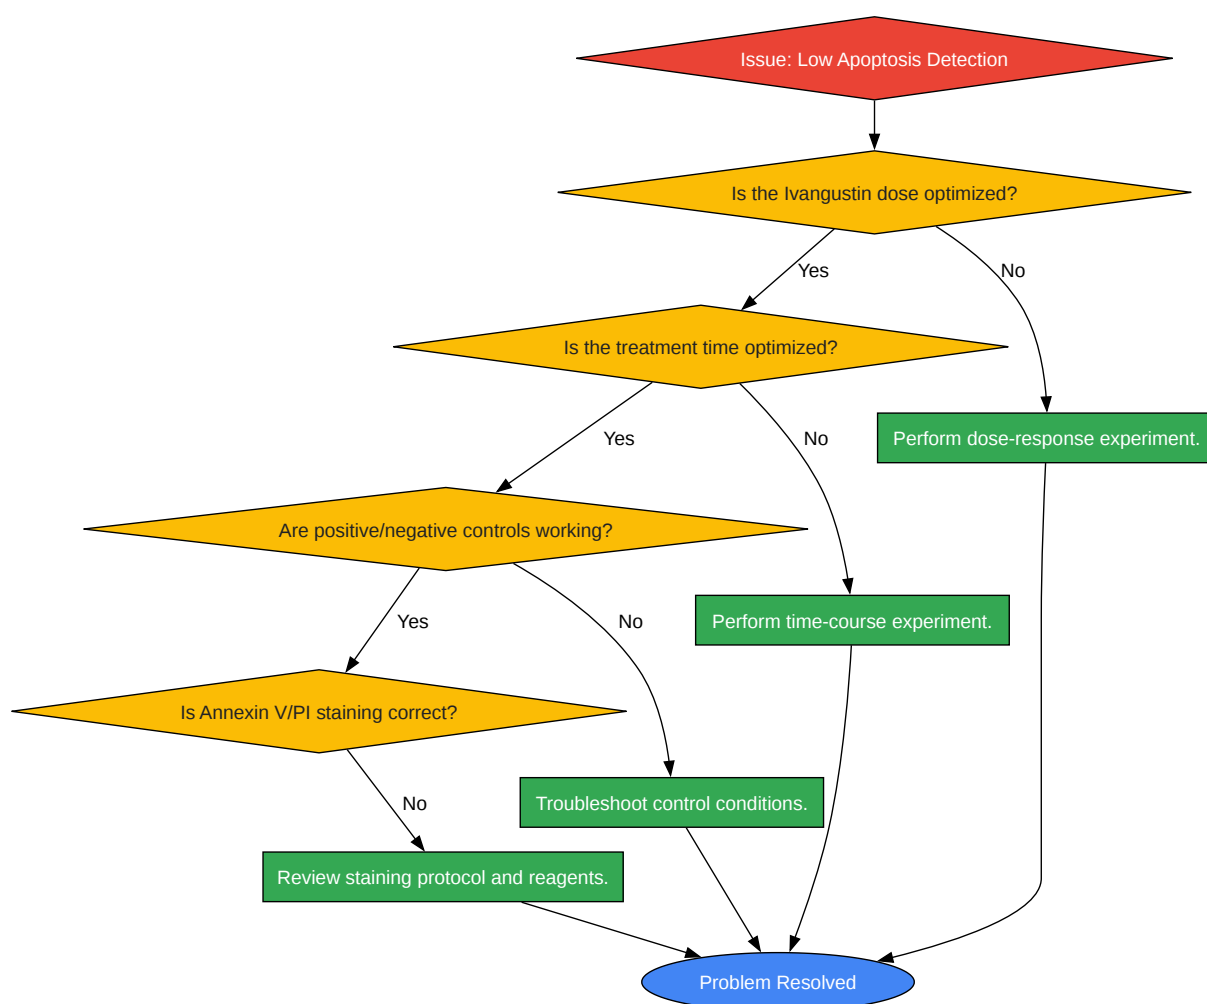 Issue: Low Apoptosis Detection
Is the Ivangustin dose optimized?
Yes
No
Is the treatment time optimized?
Perform dose-response experiment.
Yes
No
Are positive/negative controls working?
Perform time-course experiment.
Yes
No
Is Annexin V/PI staining correct?
No
Troubleshoot control conditions.
Review staining protocol and reagents.
Problem Resolved